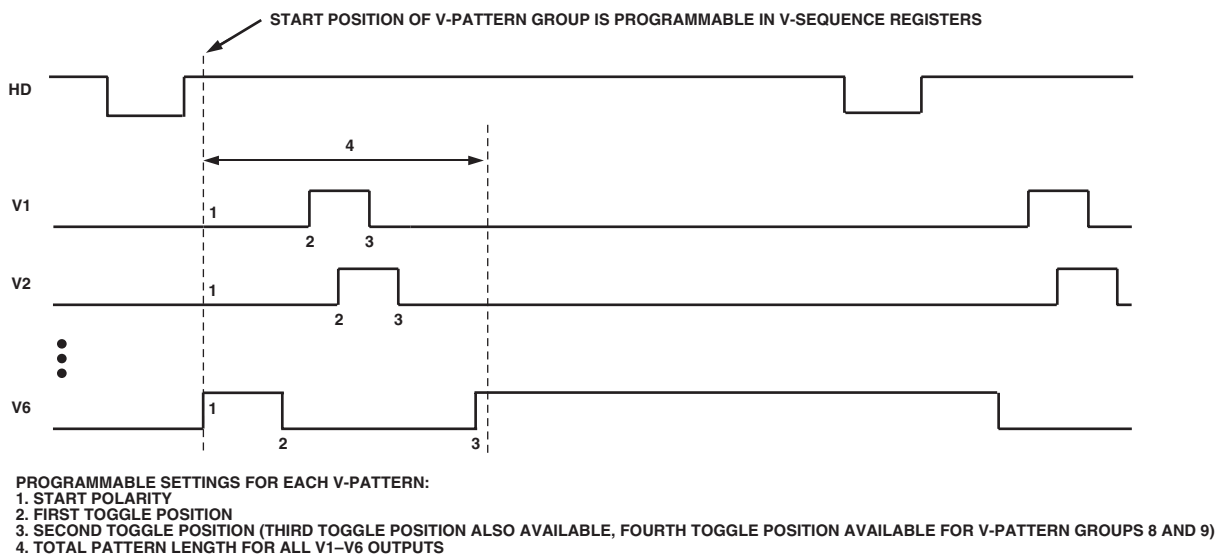 START POSITION OF V-PATTERN GROUP IS PROGRAMMABLE IN V-SEQUENCE REGISTERS
HD
4
V1
1
2 3
V2
1
2 3
V6
1
2 3
PROGRAMMABLE SETTINGS FOR EACH V-PATTERN:
1. START POLARITY
2. FIRST TOGGLE POSITION
3. SECOND TOGGLE POSITION (THIRD TOGGLE POSITION ALSO AVAILABLE, FOURTH TOGGLE POSITION AVAILABLE FOR V-PATTERN GROUPS 8 AND 9)
4. TOTAL PATTERN LENGTH FOR ALL V1–V6 OUTPUTS